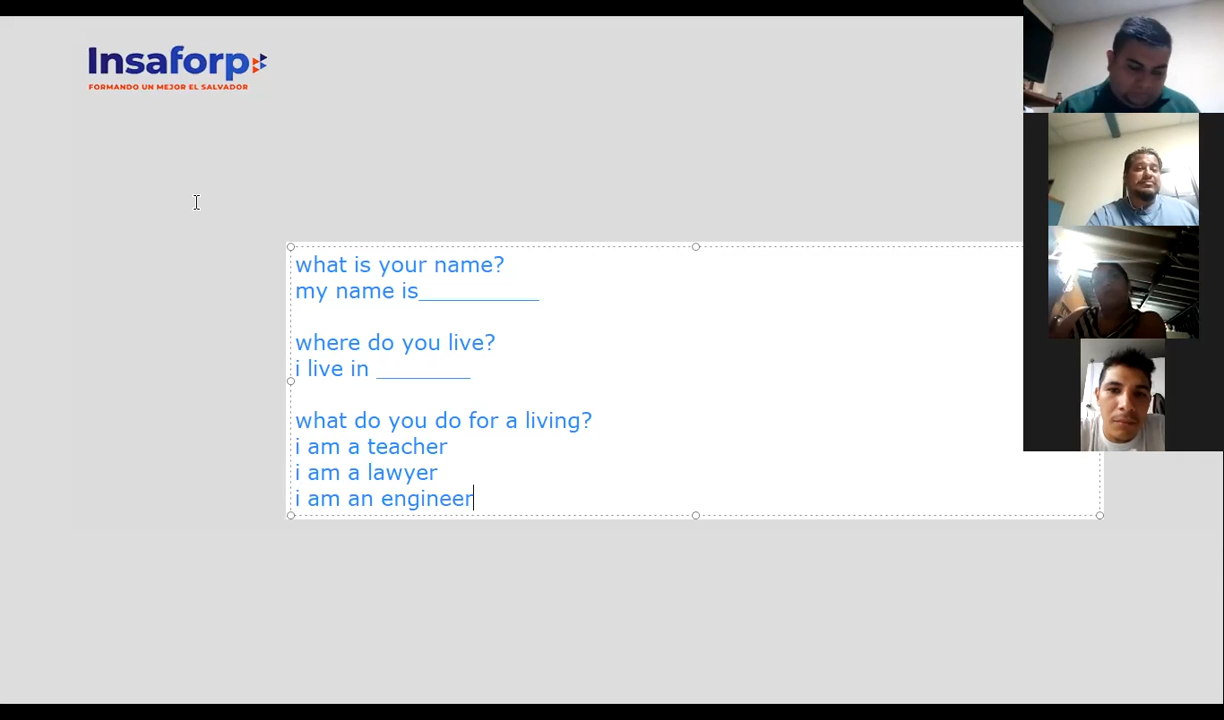 Insaforp
FORMANDO UN MEJOR EL SALVADOR
what is your name?
my name is__________
where do you live?
i live in ________
what do you do for a living?
i am a teacher
i am a lawyer
i am an engineer